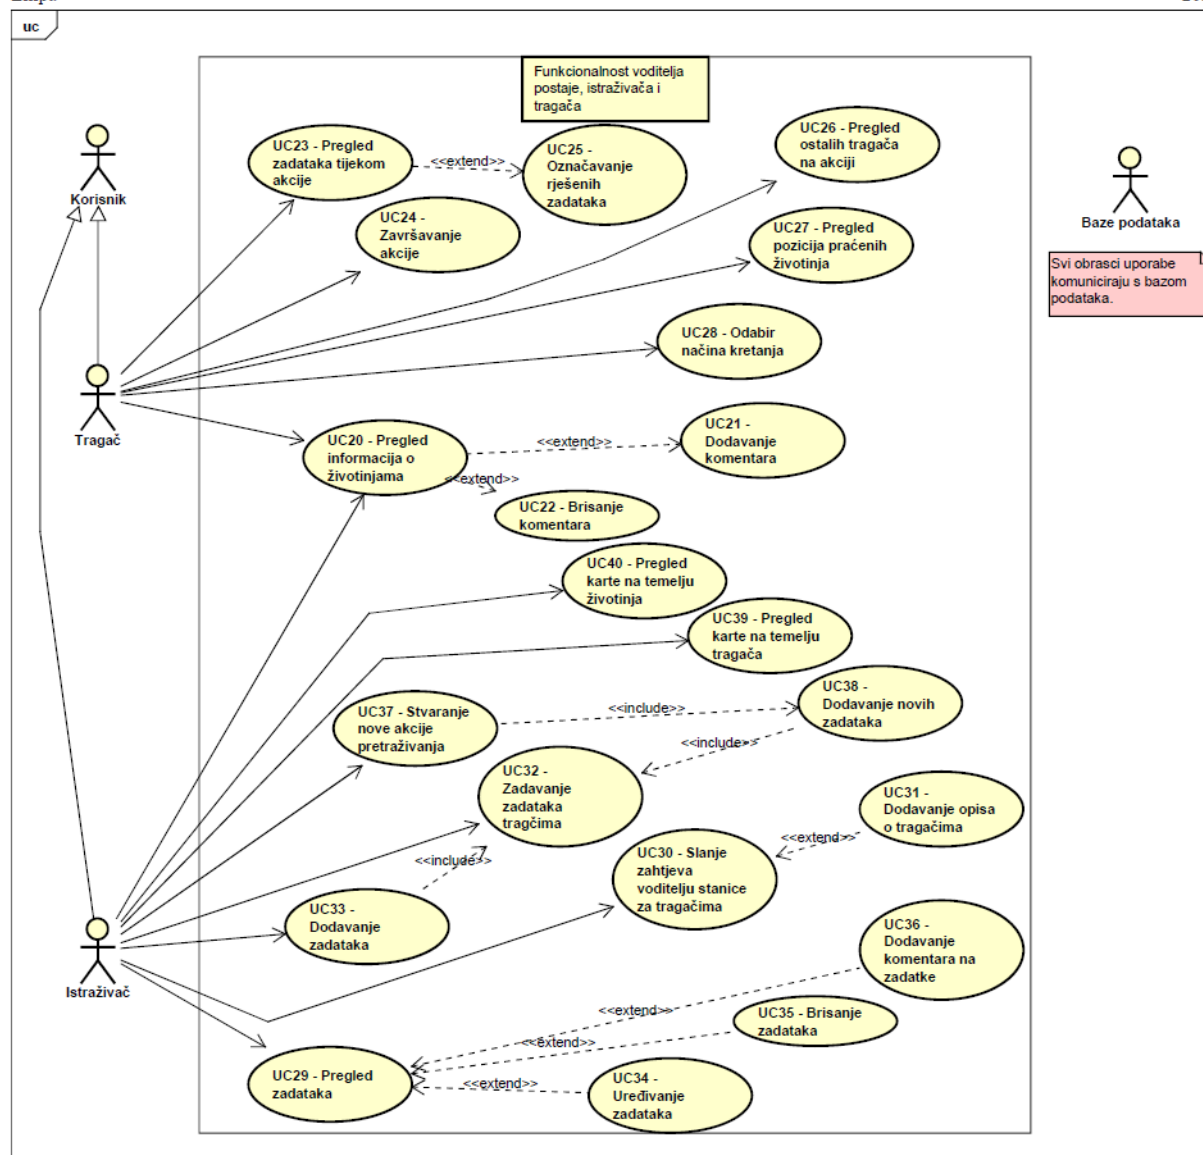 uc
Funkcionalnost voditelja
postaje, istraživača i
tragača
UC23 - Pregled
zadataka tijekom
akcije
<<extend>>
UC25 -
Označavanje
rješenih
zadataka
UC26 - Pregled
ostalih tragača
na akciji
Korisnik
UC24 -
Završavanje
akcije
UC27 - Pregled
pozicija praćenih
životinja
Baze podataka
Svi obrasci uporabe
komuniciraju s bazom
podataka.
UC28 - Odabir
načina kretanja
Tragač
UC20 - Pregled
informacija o
životinjama
<<extend>>
UC21 -
Dodavanje
komentara
<<extend>>
UC22 - Brisanje
komentara
UC40 - Pregled
karte na temelju
životinja
UC39 - Pregled
karte na temelju
tragača
UC37 - Stvaranje
nove akcije
pretraživanja
<<include>>
UC38 -
Dodavanje novih
zadataka
<<include>>
UC32 -
Zadavanje
zadataka
tragčima
UC31 -
Dodavanje opisa
o tragačima
<<extend>>
<<include>>
UC30 - Slanje
zahtjeva
voditelju stanice
za tragačima
UC33 -
Dodavanje
zadataka
UC36 -
Dodavanje
komentara na
zadatke
Istraživač
<<extend>>
UC35 - Brisanje
zadataka
<<extend>>
UC29 - Pregled
zadataka
<<extend>>
UC34 -
Uređivanje
zadataka